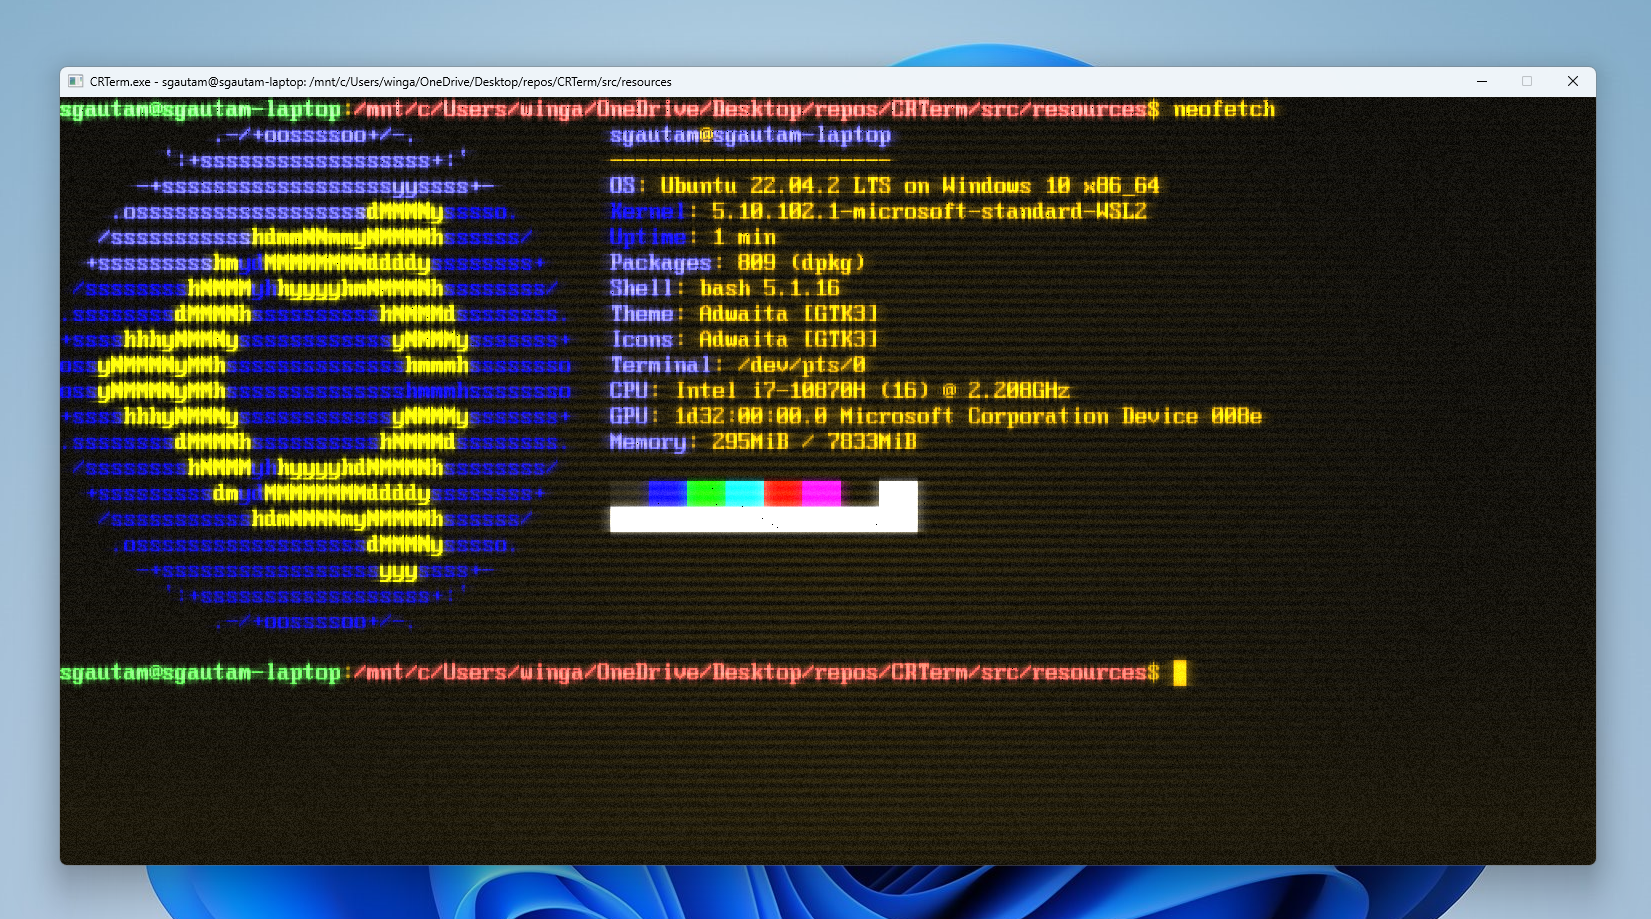 CRTerm.exe - sgautam@sgautam-laptop: /mnt/c/Users/winga/OneDrive/Desktop/repos/CRTerm/src/resources
sgautam@sgautam-laptop:/mnt/c/Users/winga/OneDrive/Desktop/repos/CRTerm/src/resources$ neofetch
.-/+oossssoo+/-. sgautam@sgautam-laptop
`:+ssssssssssssssssss+:` ----------------------
-+ssssssssssssssssssyyssss+- OS: Ubuntu 22.04.2 LTS on Windows 10 x86_64
.ossssssssssssssssssdMMMNysssso. Kernel: 5.10.102.1-microsoft-standard-WSL2
/ssssssssssshdmmNNmmyNMMMMhssssss/ Uptime: 1 min
+ssssssssshmydMMMMMMMNddddyssssssss+ Packages: 809 (dpkg)
/sssssssshNMMMyhhyyyyhmNMMMNhssssssss/ Shell: bash 5.1.16
.ssssssssdMMMNhsssssssssshNMMMdssssssss. Theme: Adwaita [GTK3]
+sssshhhyNMMNyssssssssssssyNMMMysssssss+ Icons: Adwaita [GTK3]
ossyNMMMNyMMhsssssssssssssshmmmhssssssso Terminal: /dev/pts/0
ossyNMMMNyMMhsssssssssssssshmmmhssssssso CPU: Intel i7-10870H (16) @ 2.208GHz
+sssshhhyNMMNyssssssssssssyNMMMysssssss+ GPU: 1d32:00:00.0 Microsoft Corporation Device 008e
.ssssssssdMMMNhsssssssssshNMMMdssssssss. Memory: 295MiB / 7833MiB
/sssssssshNMMMyhhyyyyhdNMMMNhssssssss/
+sssssssssdmydMMMMMMMMddddyssssssss+
/ssssssssssshdmNNNNmyNMMMMhssssss/
.ossssssssssssssssssdMMMNysssso.
-+sssssssssssssssssyyyssss+-
`:+ssssssssssssssssss+:`
.-/+oossssoo+/-.
sgautam@sgautam-laptop:/mnt/c/Users/winga/OneDrive/Desktop/repos/CRTerm/src/resources$